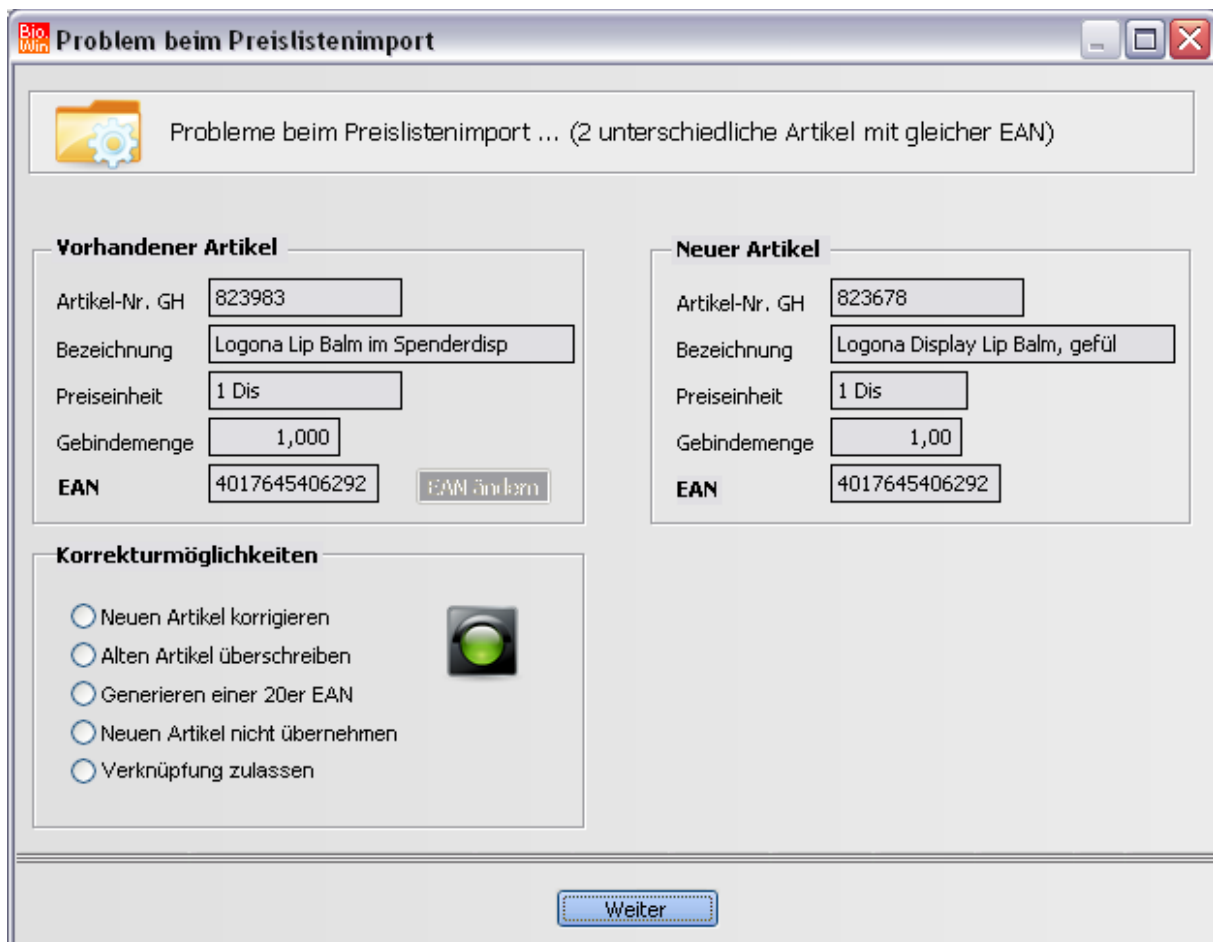 Bio Win Problem beim Preislistenimport
Probleme beim Preislistenimport ... (2 unterschiedliche Artikel mit gleicher EAN)
Vorhandener Artikel
Artikel-Nr. GH 823983
Bezeichnung Logona Lip Balm im Spenderdisp
Preiseinheit 1 Dis
Gebindemenge 1,000
EAN 4017645406292 EAN ändern
Neuer Artikel
Artikel-Nr. GH 823678
Bezeichnung Logona Display Lip Balm, gefül
Preiseinheit 1 Dis
Gebindemenge 1,00
EAN 4017645406292
Korrekturmöglichkeiten
Neuen Artikel korrigieren
Alten Artikel überschreiben
Generieren einer 20er EAN
Neuen Artikel nicht übernehmen
Verknüpfung zulassen
Weiter